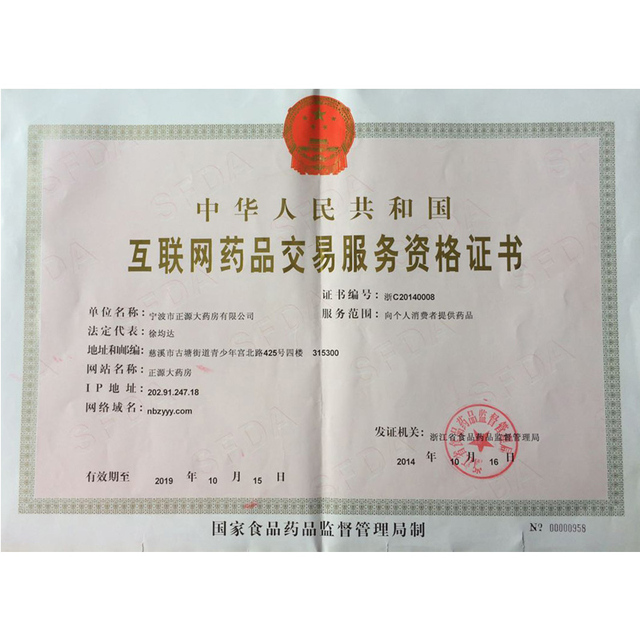 中华人民共和国
互联网药品交易服务资格证书
证书编号：浙C20140008
单位名称：宁波市正源大药房有限公司
服务范围：向个人消费者提供药品
法定代表：徐均达
地址和邮编：慈溪市古塘街道青少年宫北路425号四楼 315300
网站名称：正源大药房
IP 地址：202.91.247.18
网络域名：nbzyyy.com
发证机关：浙江省食品药品监督管理局
2014 年 10 月 16 日
有效期至 2019 年 10 月 15 日
国家食品药品监督管理局制
№ 00000958
SFDA